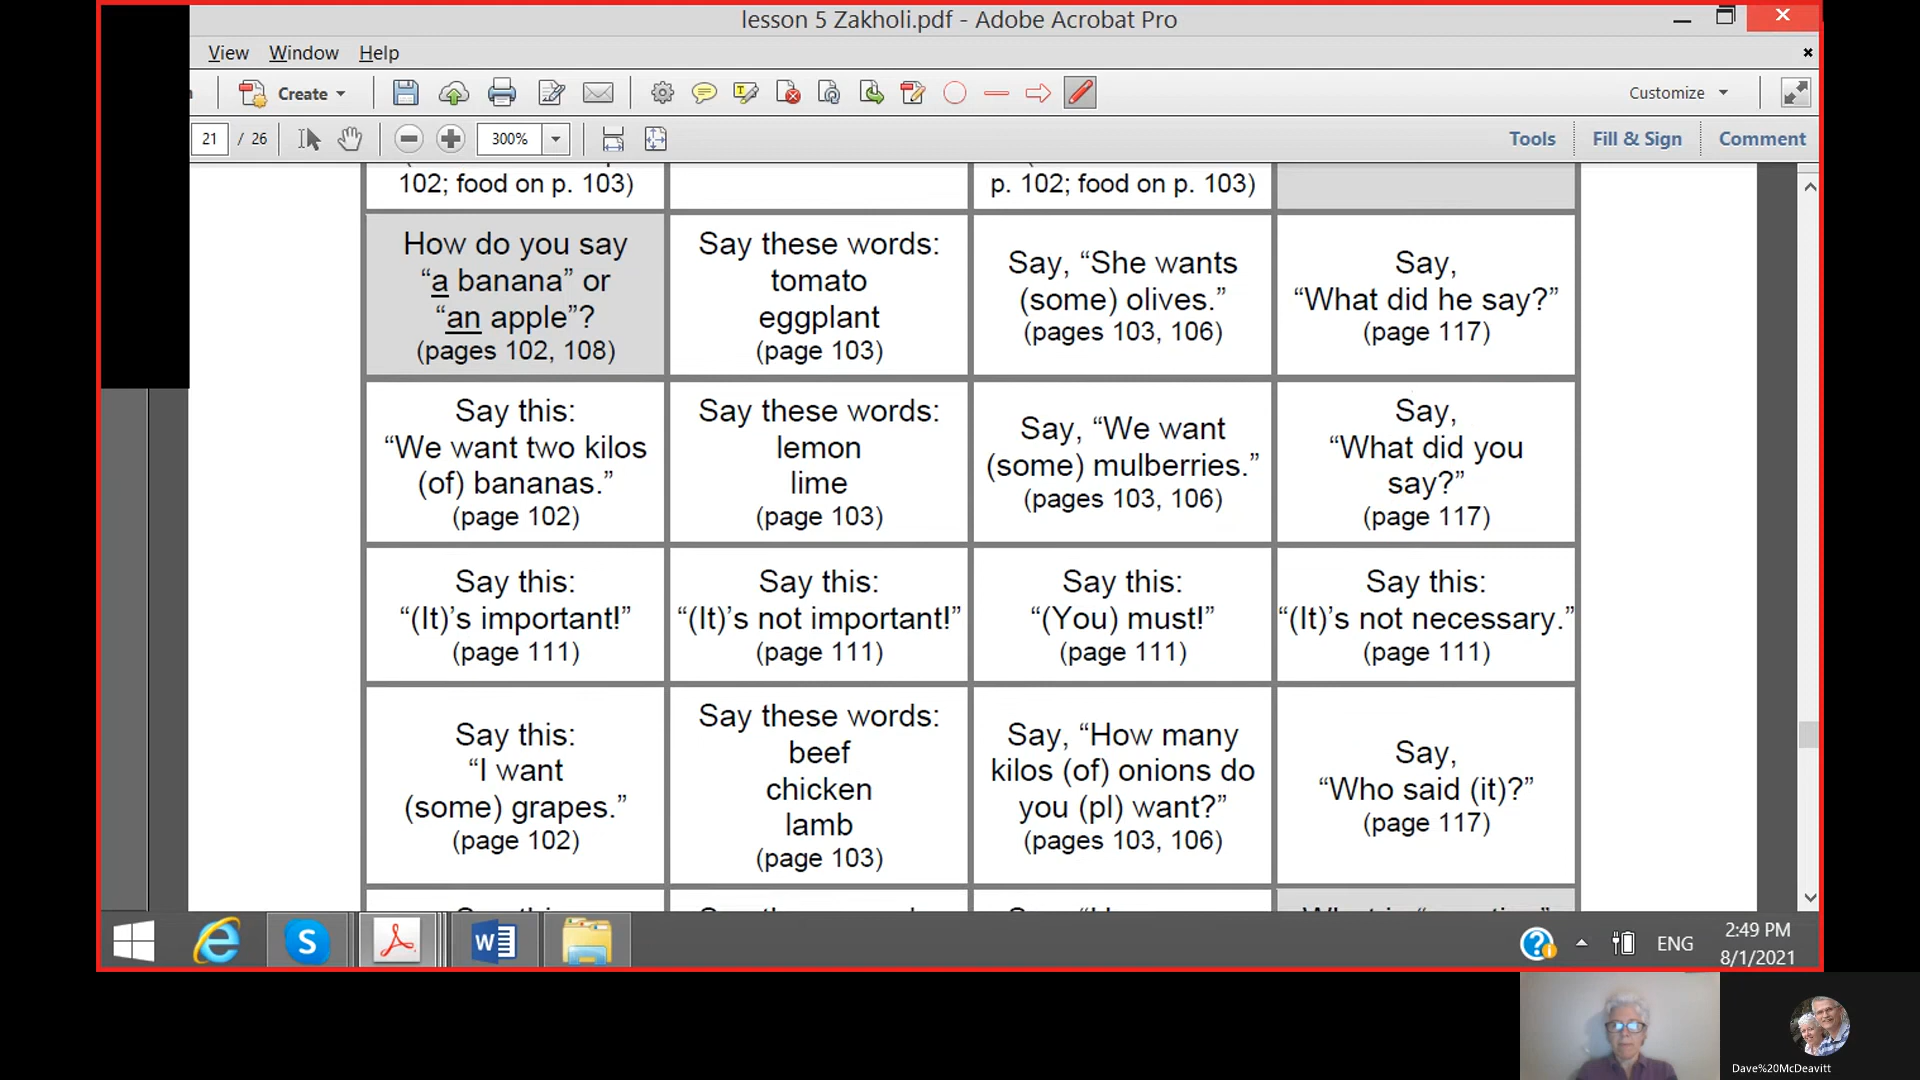 lesson 5 Zakholi.pdf - Adobe Acrobat Pro
View Window Help
Create
Customize
21 / 26
300%
Tools
Fill & Sign
Comment
102; food on p. 103)
p. 102; food on p. 103)
How do you say
“a banana” or
“an apple”?
(pages 102, 108)
Say these words:
tomato
eggplant
(page 103)
Say, “She wants
(some) olives.”
(pages 103, 106)
Say,
“What did he say?”
(page 117)
Say this:
“We want two kilos
(of) bananas.”
(page 102)
Say these words:
lemon
lime
(page 103)
Say, “We want
(some) mulberries.”
(pages 103, 106)
Say,
“What did you
say?”
(page 117)
Say this:
“(It)’s important!”
(page 111)
Say this:
“(It)’s not important!”
(page 111)
Say this:
“(You) must!”
(page 111)
Say this:
“(It)’s not necessary.”
(page 111)
Say this:
“I want
(some) grapes.”
(page 102)
Say these words:
beef
chicken
lamb
(page 103)
Say, “How many
kilos (of) onions do
you (pl) want?”
(pages 103, 106)
Say,
“Who said (it)?”
(page 117)
ENG
2:49 PM
8/1/2021
Dave%20McDeavitt